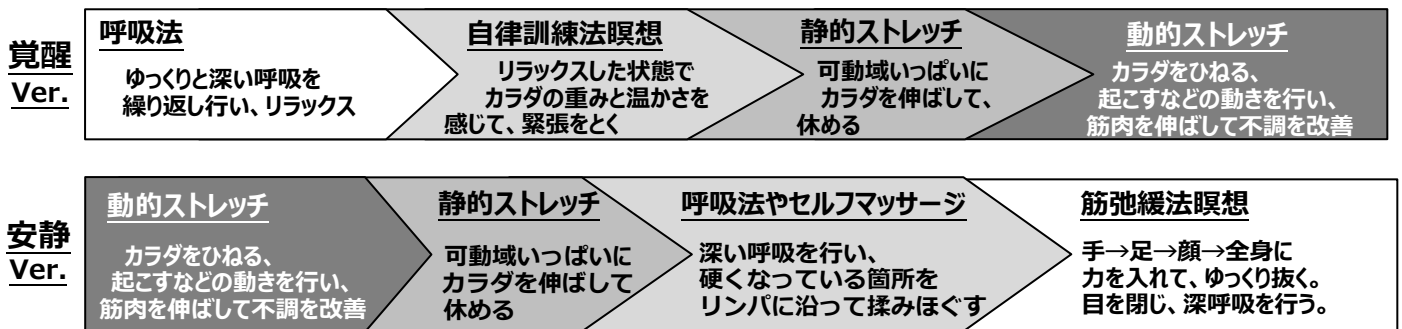 覚醒
Ver.
呼吸法
ゆっくりと深い呼吸を
繰り返し行い、リラックス
自律訓練法瞑想
リラックスした状態で
カラダの重みと温かさを
感じて、緊張をとく
静的ストレッチ
可動域いっぱいに
カラダを伸ばして、
休める
動的ストレッチ
カラダをひねる、
起こすなどの動きを行い、
筋肉を伸ばして不調を改善
安静
Ver.
動的ストレッチ
カラダをひねる、
起こすなどの動きを行い、
筋肉を伸ばして不調を改善
静的ストレッチ
可動域いっぱいに
カラダを伸ばして
休める
呼吸法やセルフマッサージ
深い呼吸を行い、
硬くなっている箇所を
リンパに沿って揉みほぐす
筋弛緩法瞑想
手→足→顔→全身に
力を入れて、ゆっくり抜く。
目を閉じ、深呼吸を行う。